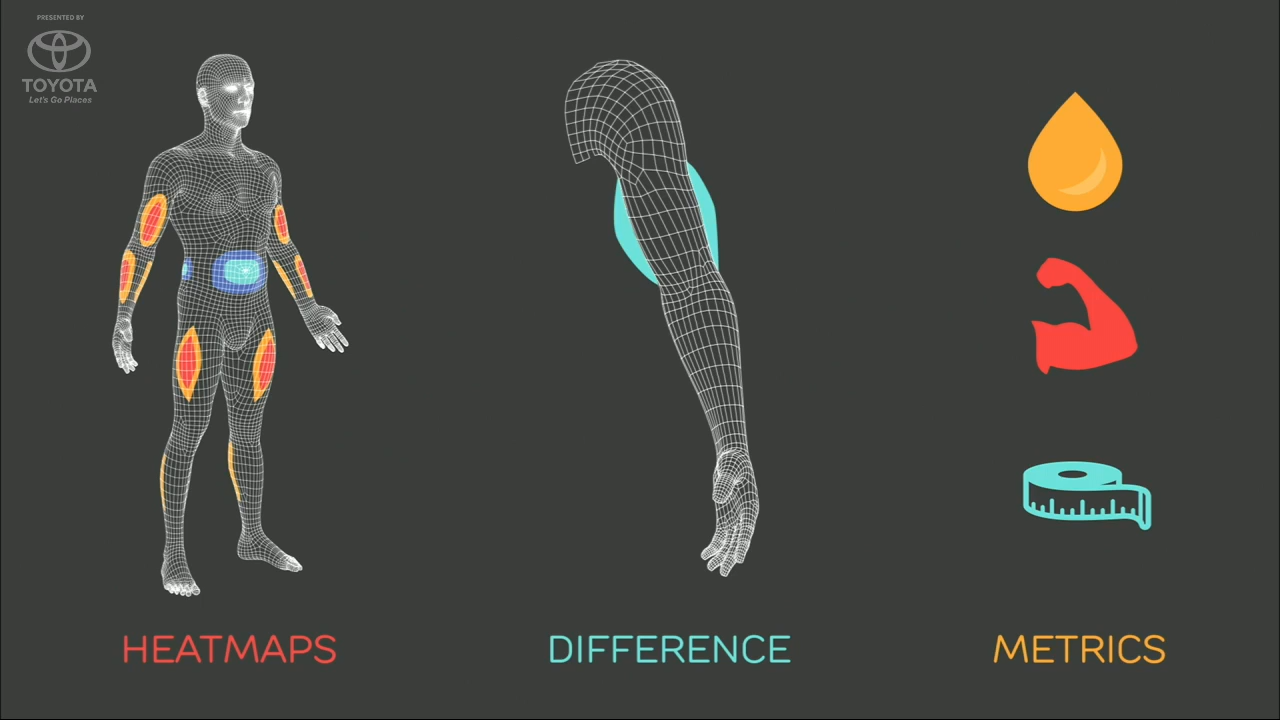 PRESENTED BY
TOYOTA
Let's Go Places
HEATMAPS
DIFFERENCE
METRICS